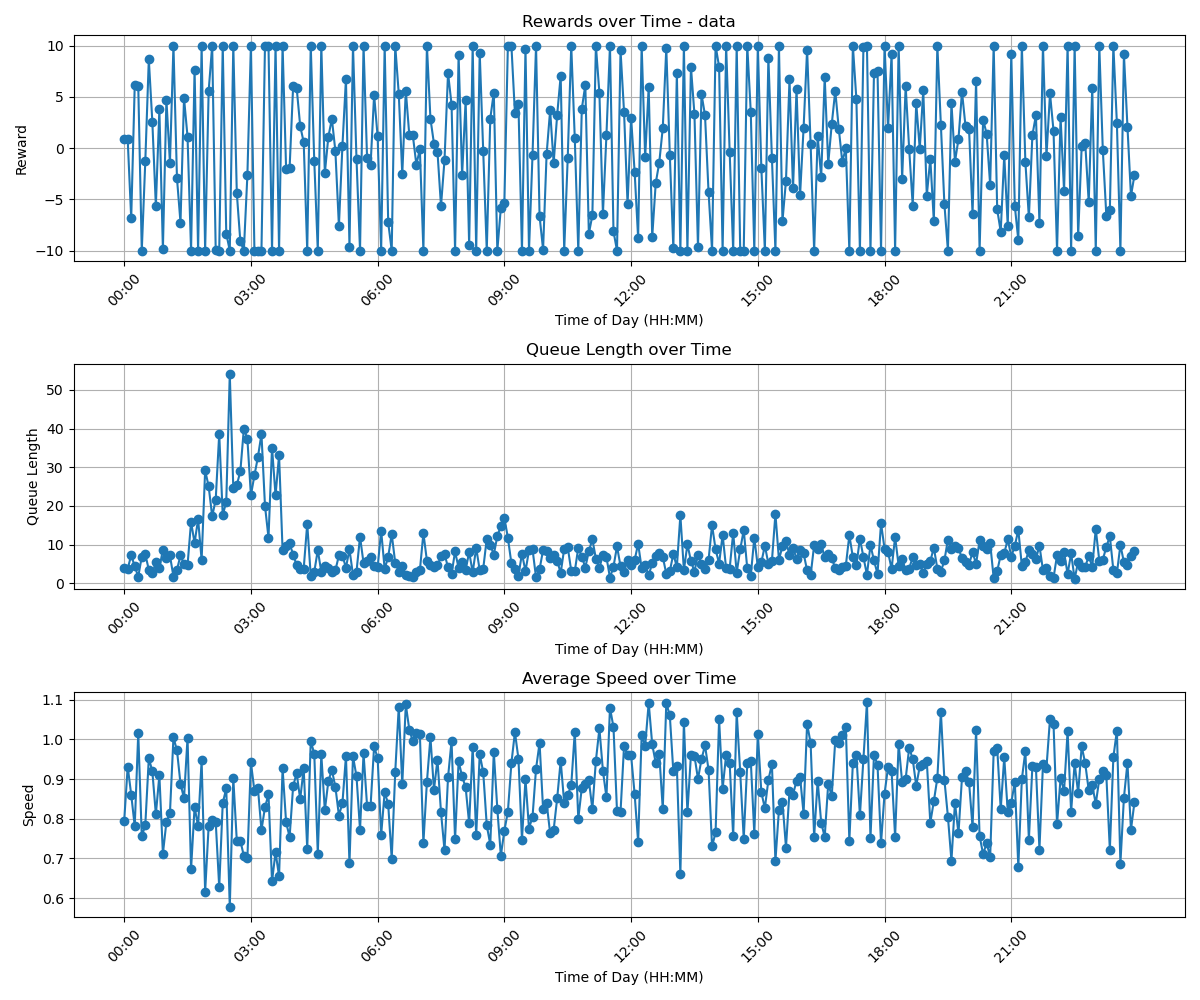 Rewards over Time - data
10
5
0
−5
−10
Reward
00:00 03:00 06:00 09:00 12:00 15:00 18:00 21:00
Time of Day (HH:MM)
Queue Length over Time
50
40
30
20
10
0
Queue Length
00:00 03:00 06:00 09:00 12:00 15:00 18:00 21:00
Time of Day (HH:MM)
Average Speed over Time
1.1
1.0
0.9
0.8
0.7
0.6
Speed
00:00 03:00 06:00 09:00 12:00 15:00 18:00 21:00
Time of Day (HH:MM)